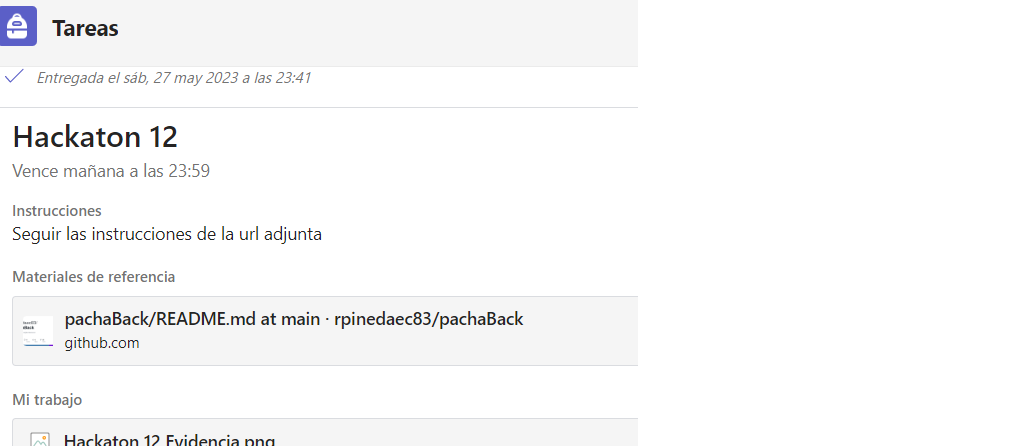 Tareas
Entregada el sáb, 27 may 2023 a las 23:41
Hackaton 12
Vence mañana a las 23:59
Instrucciones
Seguir las instrucciones de la url adjunta
Materiales de referencia
pachaBack/README.md at main · rpinedaec83/pachaBack
github.com
Mi trabajo
Hackaton 12 Evidencia.png